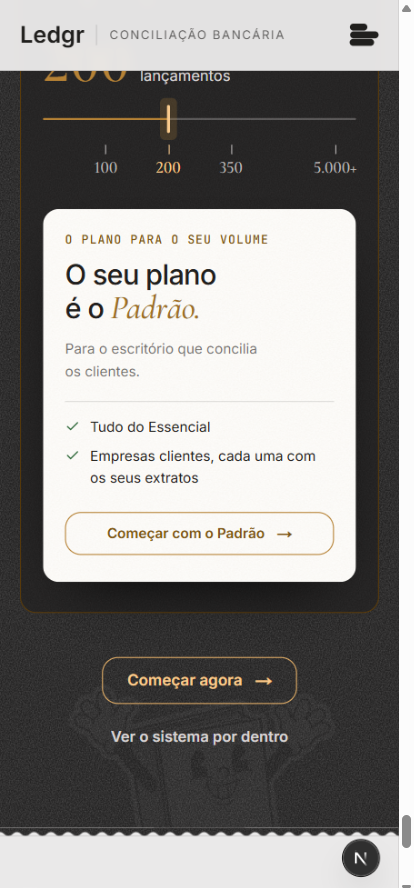 Ledgr
CONCILIAÇÃO BANCÁRIA
200 lançamentos
100 200 350 5.000+
O PLANO PARA O SEU VOLUME
O seu plano
é o Padrão.
Para o escritório que concilia
os clientes.
Tudo do Essencial
Empresas clientes, cada uma com
os seus extratos
Começar com o Padrão →
Começar agora →
Ver o sistema por dentro
N